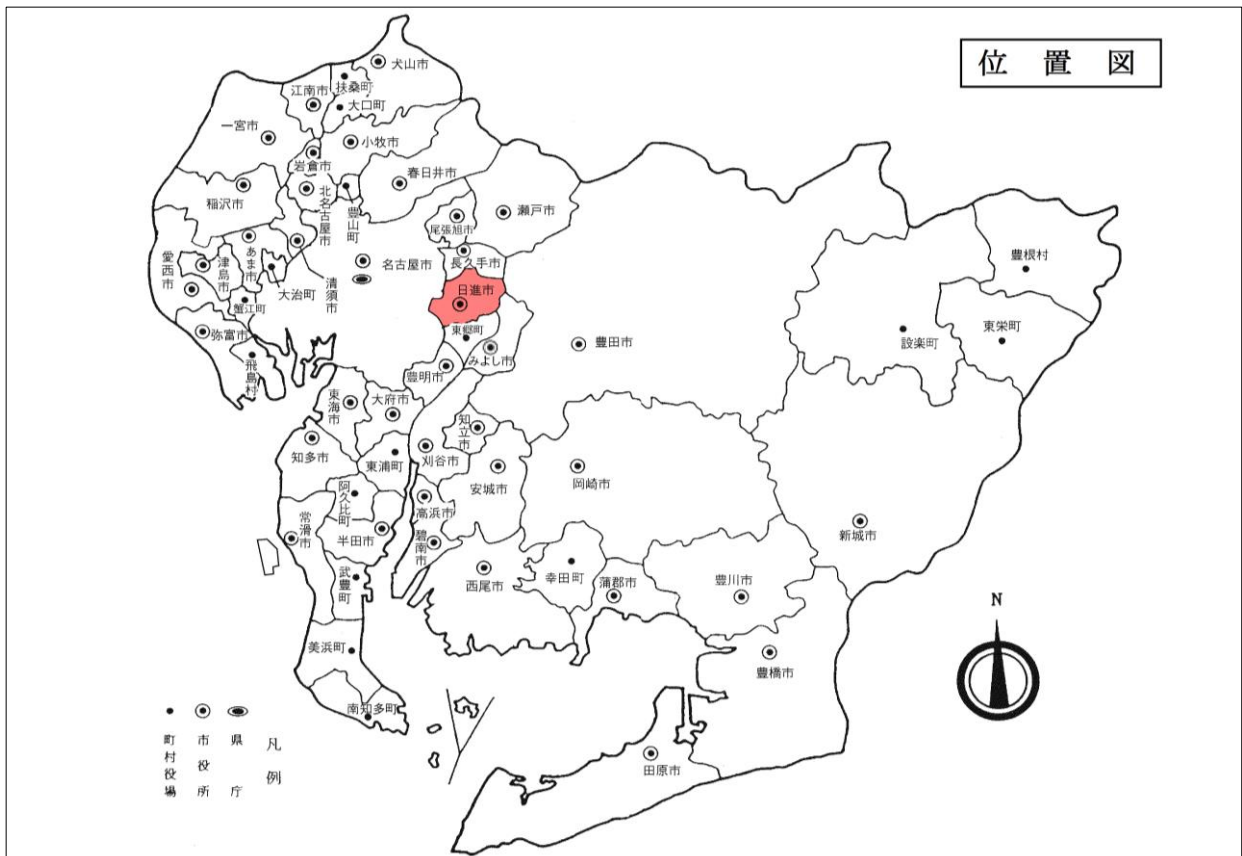 位置図
犬山市
扶桑町
江南市
大口町
一宮市
小牧市
岩倉市
春日井市
稲沢市
北名古屋市
豊山町
瀬戸市
尾張旭市
愛西市
津島市
あま市
清須市
名古屋市
長久手市
大治町
日進市
蟹江町
弥富市
飛島村
東郷町
みよし市
豊田市
豊明市
豊根村
東栄町
設楽町
東海市
大府市
知立市
知多市
東浦町
刈谷市
安城市
岡崎市
阿久比町
高浜市
常滑市
半田市
碧南市
新城市
武豊町
西尾市
幸田町
蒲郡市
豊川市
美浜町
豊橋市
南知多町
田原市
N
凡例
県庁
市役所
町村役場